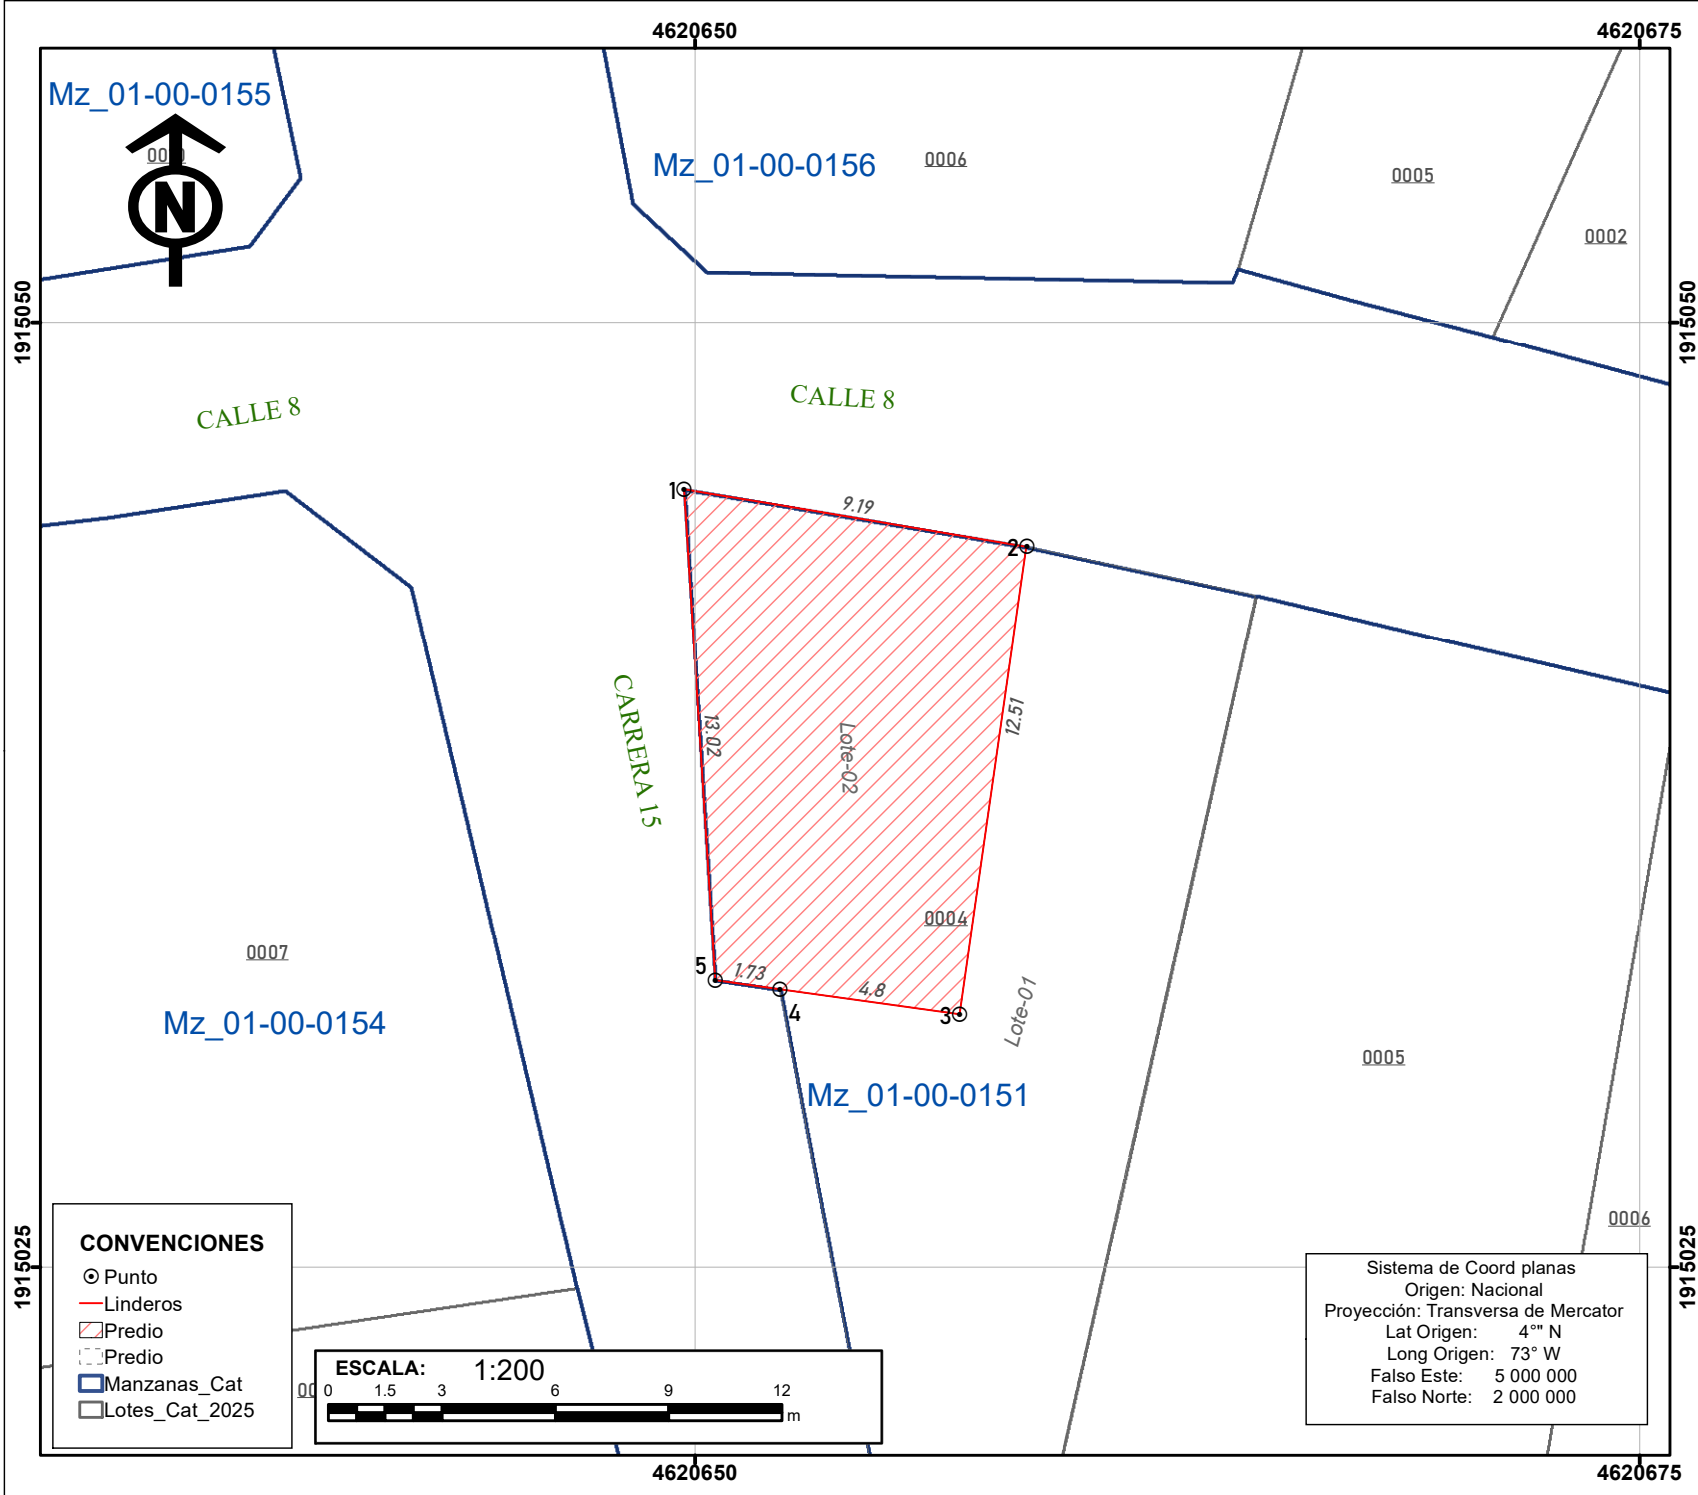 4620650
4620675
Mz_01-00-0155
Mz_01-00-0156
0006
0005
0002
N
1915050
1915050
CALLE 8
CALLE 8
1
9.19
2
CARRERA 15
13.02
Lote-02
12.51
0004
0007
5
1.73
4
4.8
3
Lote-01
Mz_01-00-0154
Mz_01-00-0151
0005
0006
1915025
1915025
CONVENCIONES
Punto
Linderos
Predio
Predio
Manzanas_Cat
Lotes_Cat_2025
ESCALA: 1:200
0 1.5 3 6 9 12
m
Sistema de Coord planas
Origen: Nacional
Proyección: Transversa de Mercator
Lat Origen: 4°'" N
Long Origen: 73° W
Falso Este: 5 000 000
Falso Norte: 2 000 000
4620650
4620675